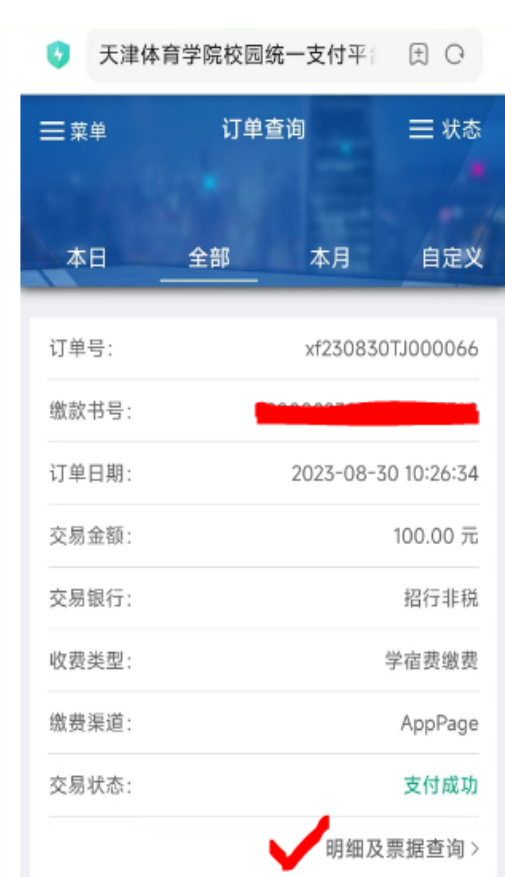 天津体育学院校园统一支付平
菜单 订单查询 状态
本日 全部 本月 自定义
订单号: xf230830TJ000066
缴款书号:
订单日期: 2023-08-30 10:26:34
交易金额: 100.00 元
交易银行: 招行非税
收费类型: 学宿费缴费
缴费渠道: AppPage
交易状态: 支付成功
明细及票据查询 >